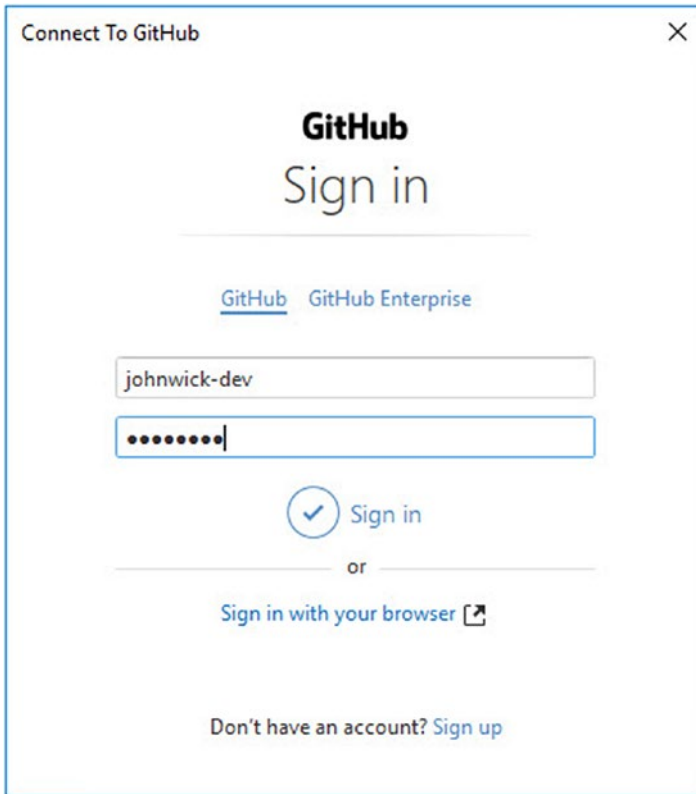 Connect To GitHub
GitHub
Sign in
GitHub GitHub Enterprise
johnwick-dev
••••••••
Sign in
or
Sign in with your browser
Don't have an account? Sign up